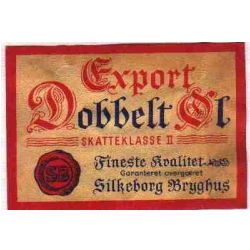 Export
Dobbelt Øl
SKATTEKLASSE II
Fineste Kvalitet
Garanteret overgæret
SB
Silkeborg Bryghus